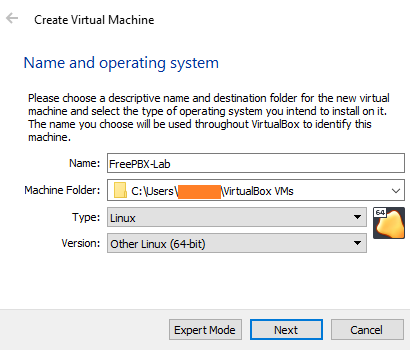 Create Virtual Machine
Name and operating system
Please choose a descriptive name and destination folder for the new virtual
machine and select the type of operating system you intend to install on it.
The name you choose will be used throughout VirtualBox to identify this
machine.
Name: FreePBX-Lab
Machine Folder: C:\Users\ \VirtualBox VMs
Type: Linux
64
Version: Other Linux (64-bit)
Expert Mode Next Cancel